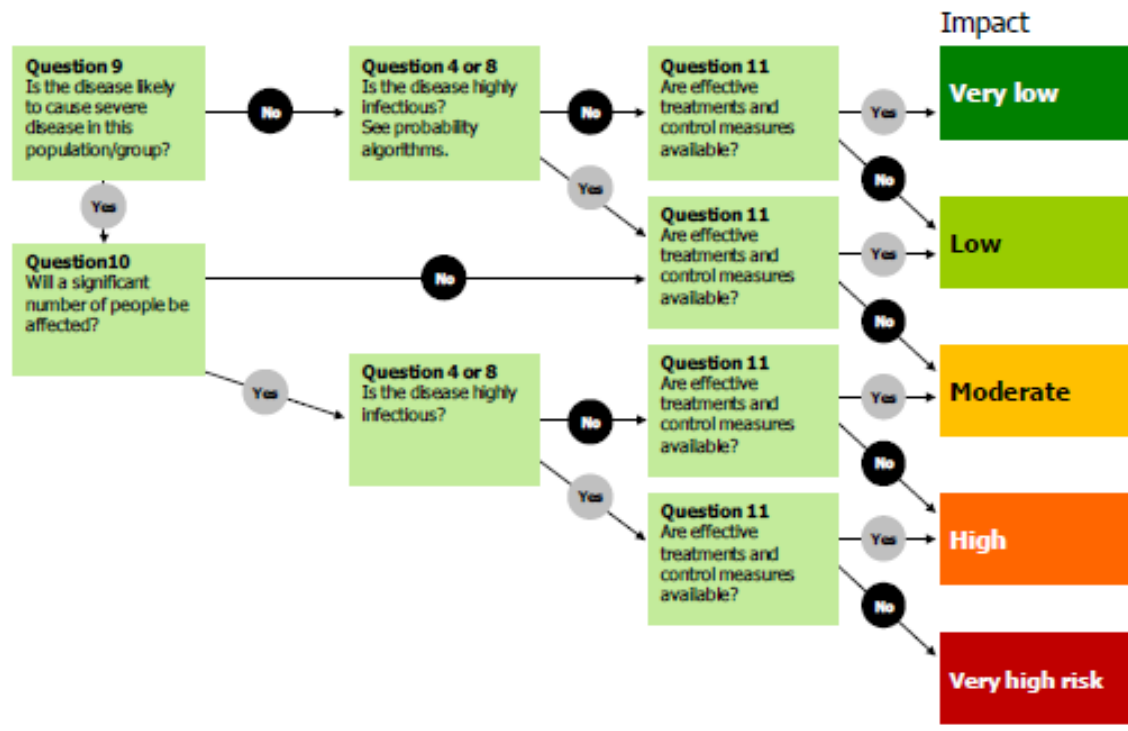 Impact
Question 9
Is the disease likely
to cause severe
disease in this
population/group?
No
Question 4 or 8
Is the disease highly
infectious?
See probability
algorithms.
No
Question 11
Are effective
treatments and
control measures
available?
Yes
Very low
No
Yes
Yes
Question10
Will a significant
number of people be
affected?
No
Question 11
Are effective
treatments and
control measures
available?
Yes
Low
No
Yes
Question 4 or 8
Is the disease highly
infectious?
No
Question 11
Are effective
treatments and
control measures
available?
Yes
Moderate
No
Yes
Question 11
Are effective
treatments and
control measures
available?
Yes
High
No
Very high risk